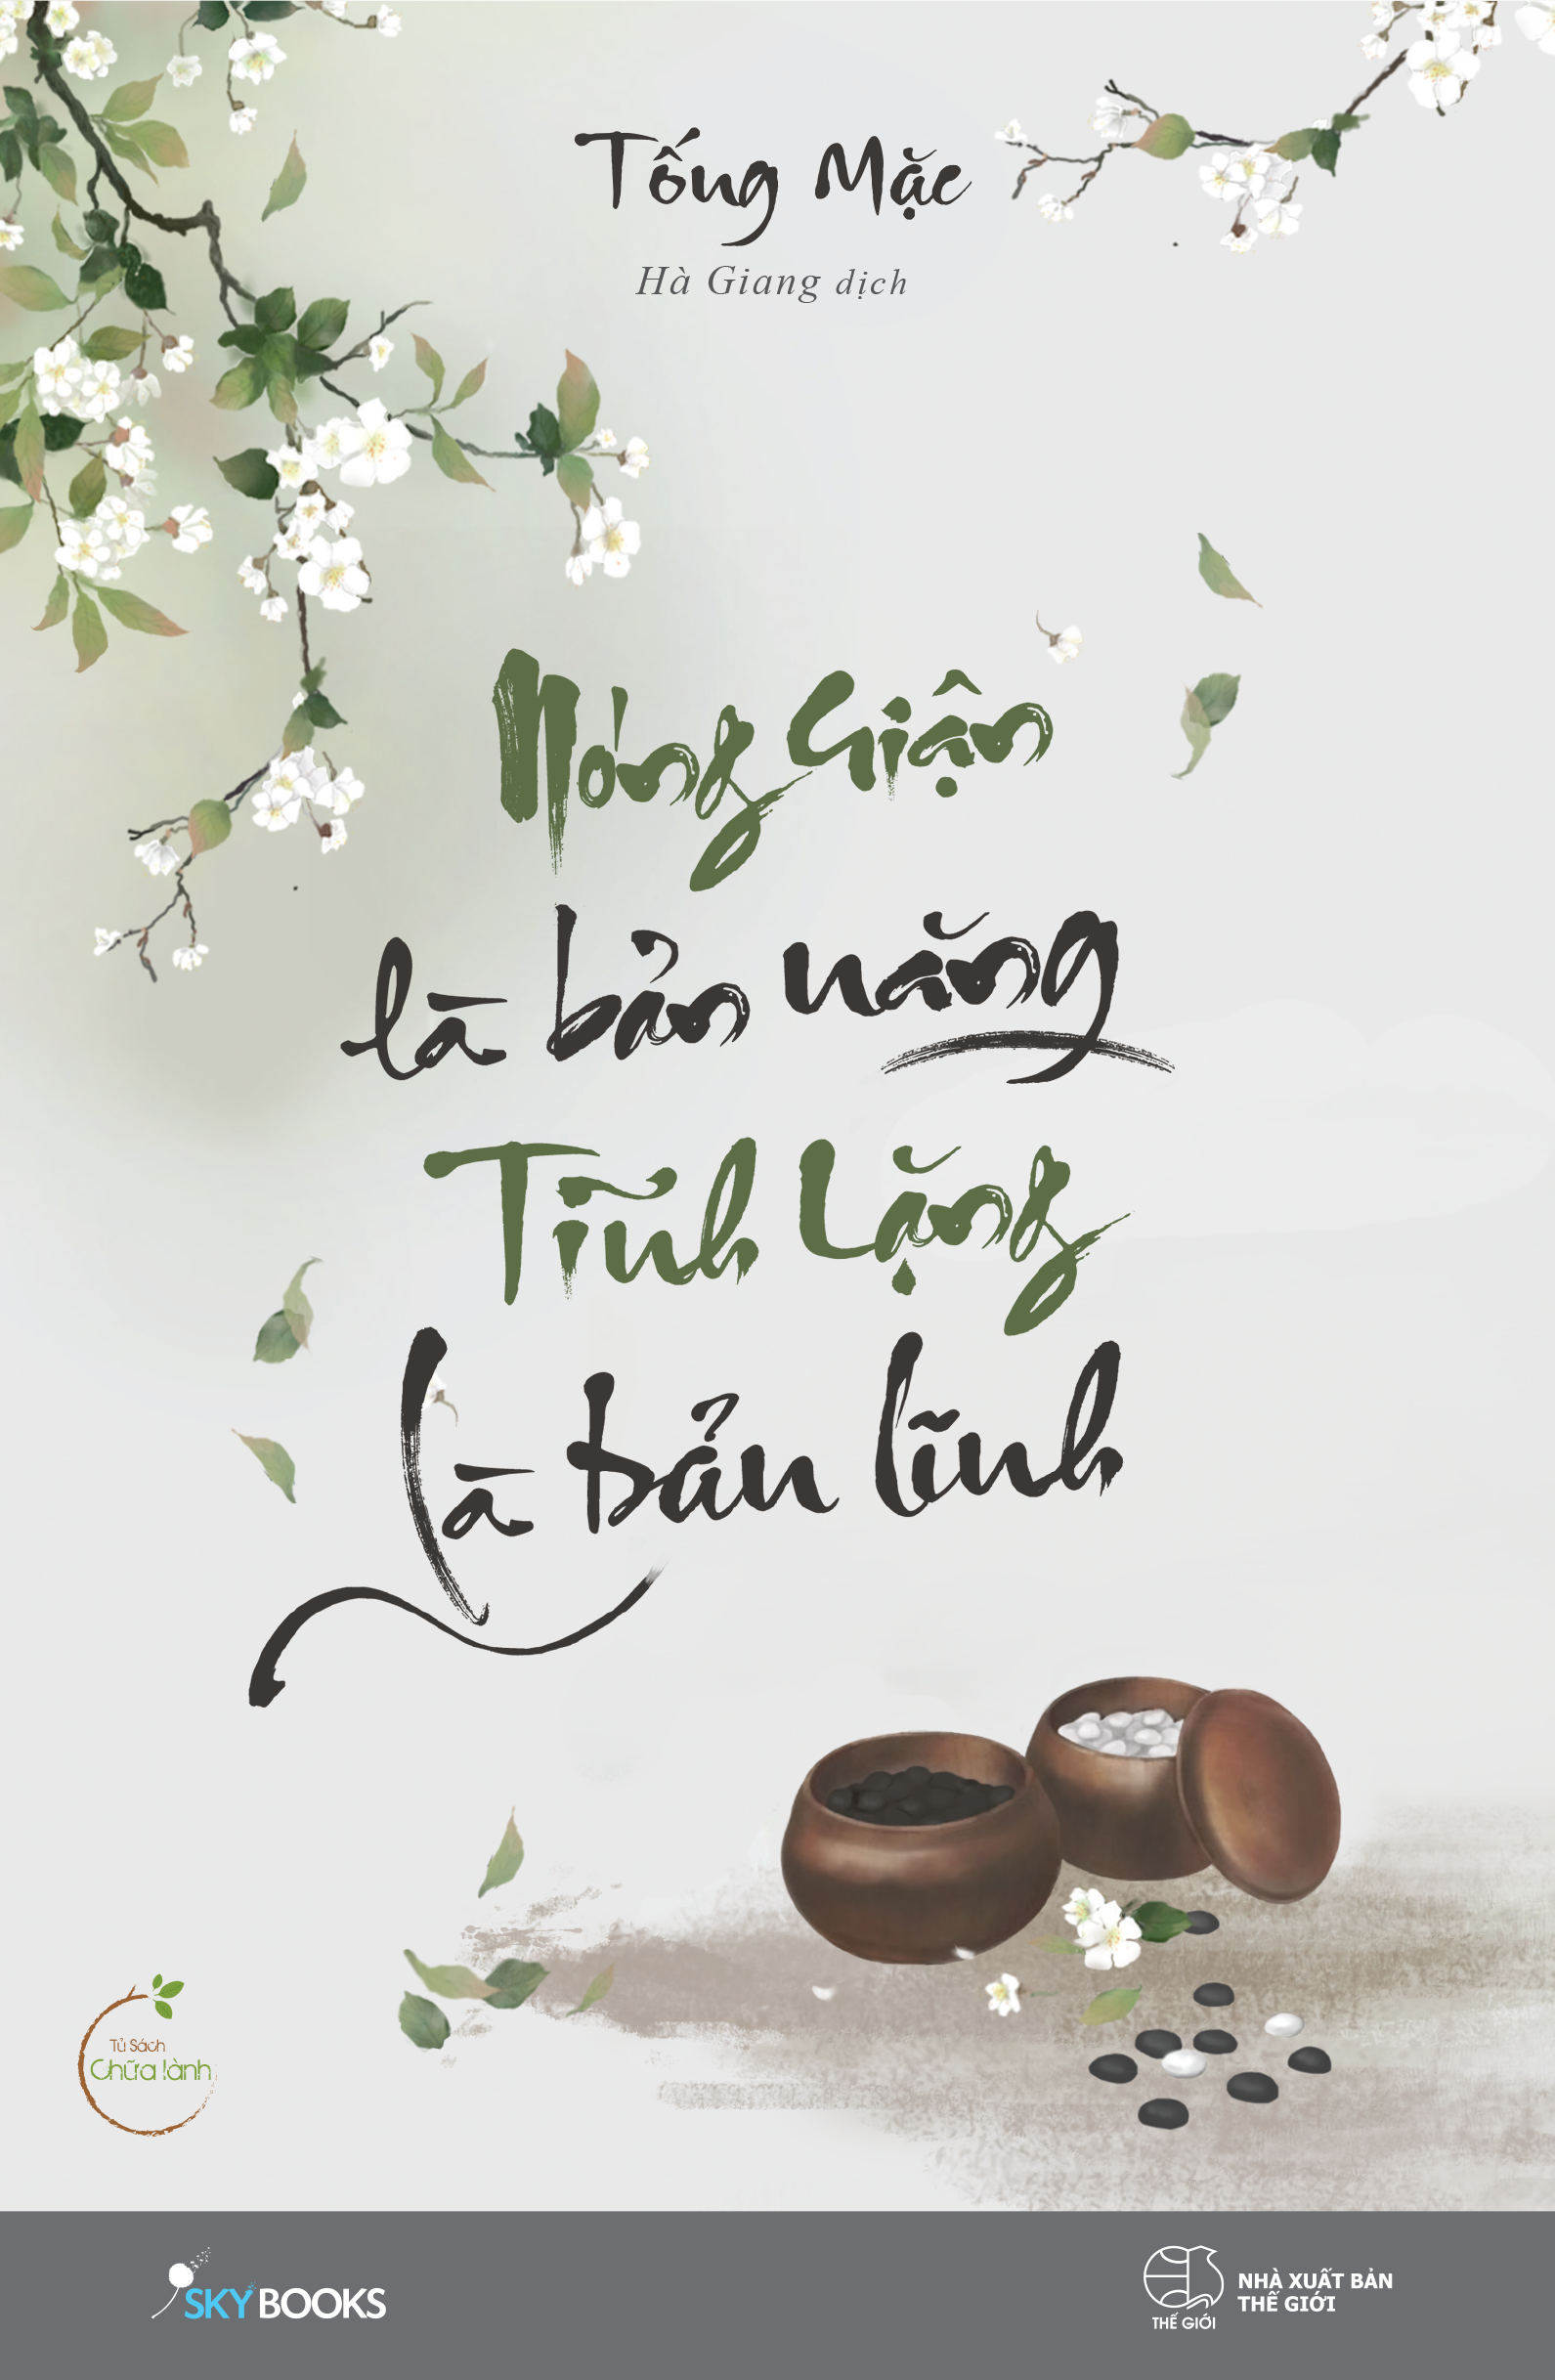 Tống Mặc
Hà Giang dịch
Nóng Giận
là bản năng
Tĩnh Lặng
là bản lĩnh
Tủ Sách
Chữa lành
SKYBOOKS
THẾ GIỚI
NHÀ XUẤT BẢN
THẾ GIỚI